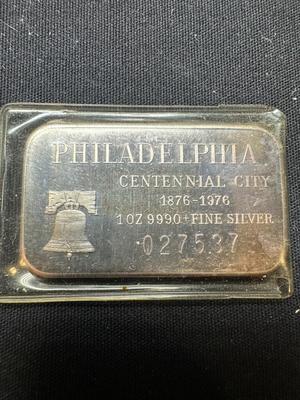 PHILADELPHIA
CENTENNIAL CITY
1876-1976
1 OZ 9990+ FINE SILVER
027537